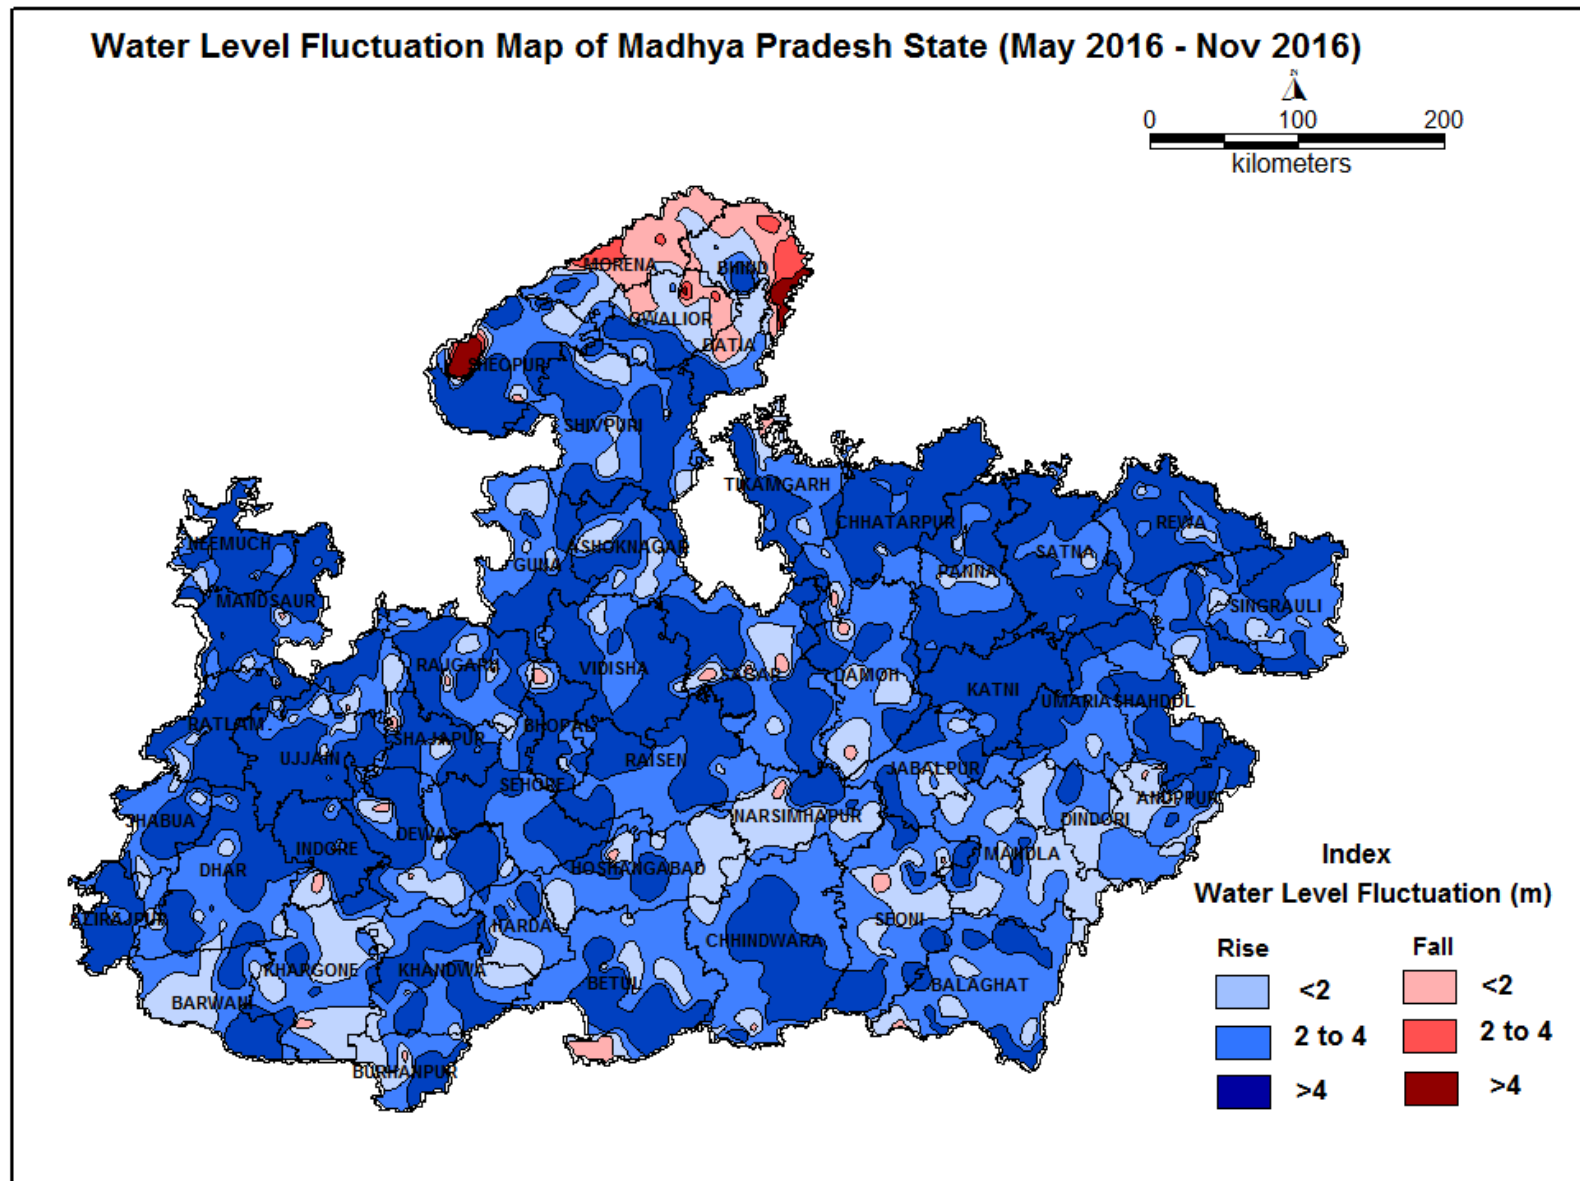 Water Level Fluctuation Map of Madhya Pradesh State (May 2016 - Nov 2016)
N
0 100 200
kilometers
MORENA
BHIND
GWALIOR
DATIA
SHEOPUR
SHIVPURI
TIKAMGARH
CHHATARPUR
REWA
NEEMUCH
ASHOKNAGAR
GUNA
SATNA
PANNA
MANDSAUR
SINGRAULI
RAJGARH
VIDISHA
SAGAR
DAMOH
KATNI
UMARIA
SHAHDOL
RATLAM
SHAJAPUR
BHOPAL
UJJAIN
RAISEN
JABALPUR
SEHORE
ANUPPUR
JHABUA
NARSIMHAPUR
DINDORI
DEWAS
INDORE
MANDLA
DHAR
HOSHANGABAD
ALIRAJPUR
HARDA
SEONI
CHHINDWARA
KHARGONE
KHANDWA
BETUL
BALAGHAT
BARWANI
BURHANPUR
Index
Water Level Fluctuation (m)
Rise Fall
<2 <2
2 to 4 2 to 4
>4 >4